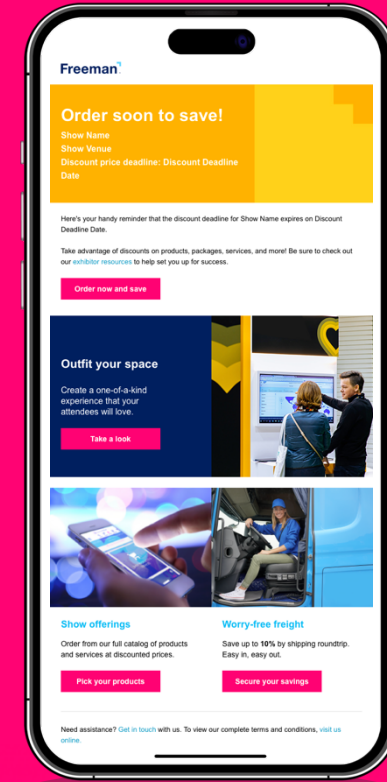 Freeman
Order soon to save!
Show Name
Show Venue
Discount price deadline: Discount Deadline
Date
Here's your handy reminder that the discount deadline for Show Name expires on Discount
Deadline Date.
Take advantage of discounts on products, packages, services, and more! Be sure to check out
our exhibitor resources to help set you up for success.
Order now and save
Outfit your space
Create a one-of-a-kind
experience that your
attendees will love.
Take a look
Show offerings
Order from our full catalog of products
and services at discounted prices.
Pick your products
Worry-free freight
Save up to 10% by shipping roundtrip.
Easy in, easy out.
Secure your savings
Need assistance? Get in touch with us. To view our complete terms and conditions, visit us
online.